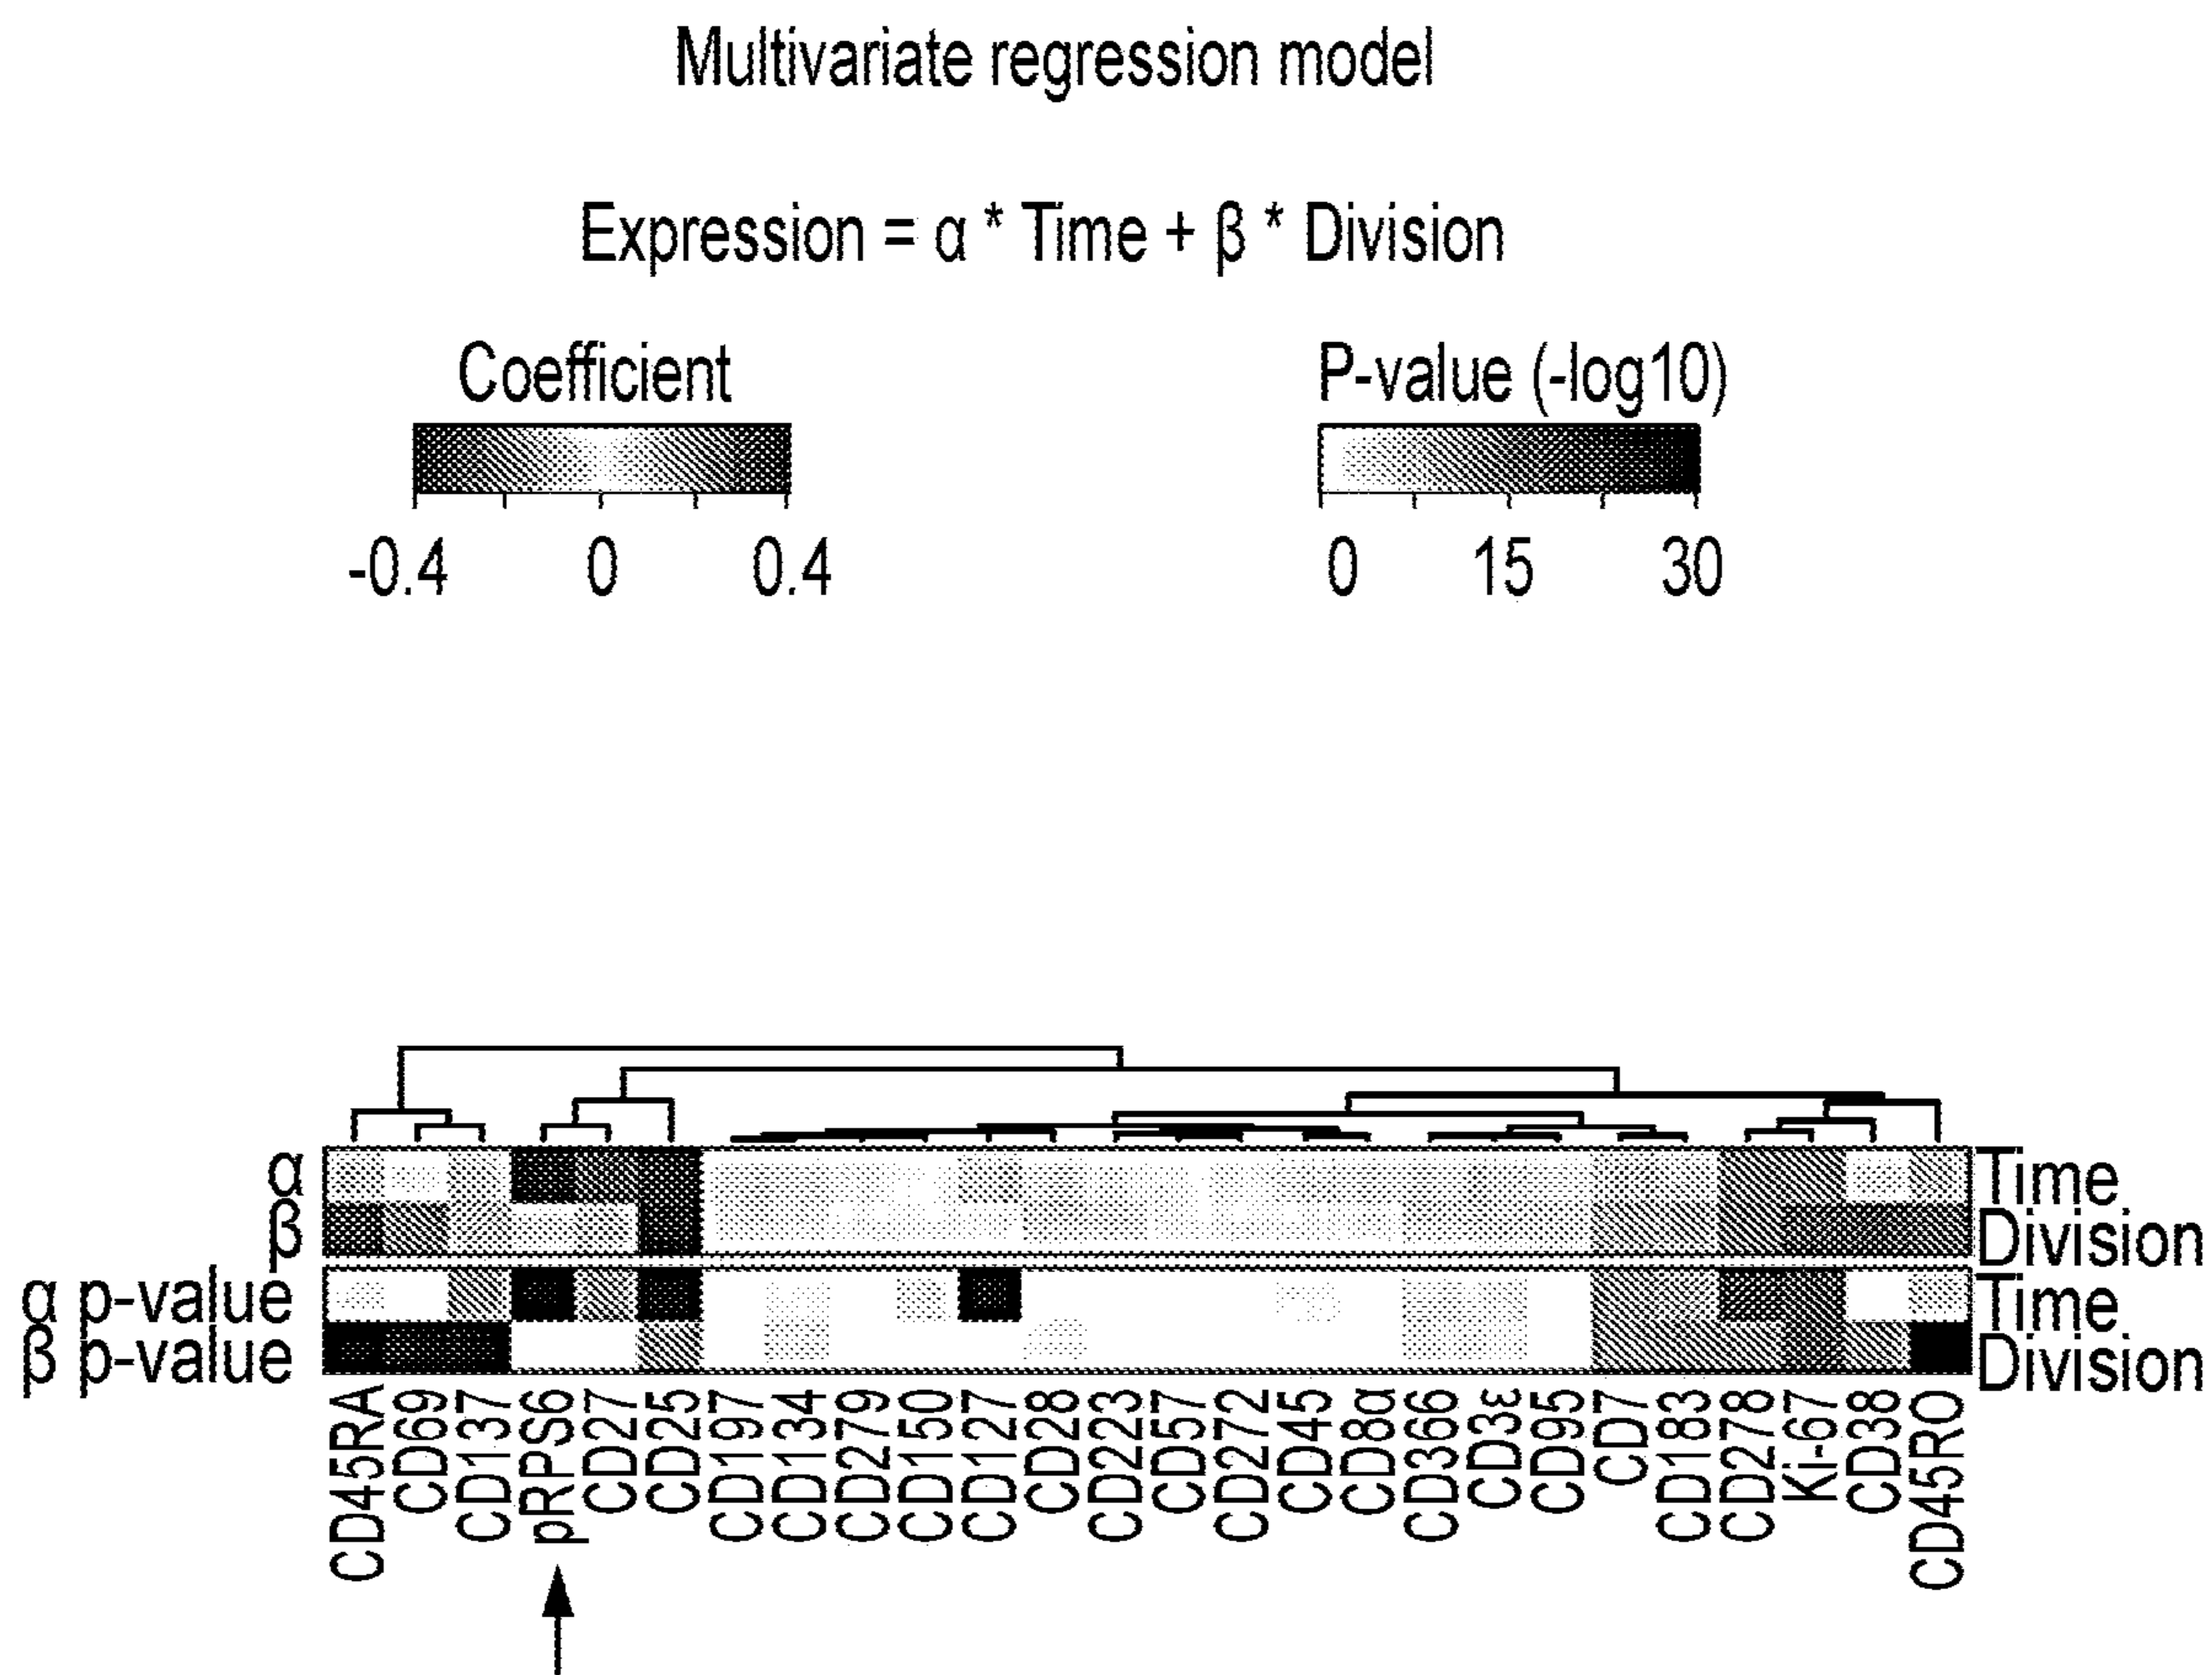 Multivariate regression model
Expression = α * Time + β * Division
Coefficient
-0.4 0 0.4
P-value (-log10)
0 15 30
α Time
β Division
α p-value Time
β p-value Division
CD45RA
CD69
CD137
pRPS6
CD27
CD25
CD197
CD134
CD279
CD150
CD127
CD28
CD223
CD57
CD272
CD45
CD8α
CD366
CD3ε
CD95
CD7
CD183
CD278
Ki-67
CD38
CD45RO